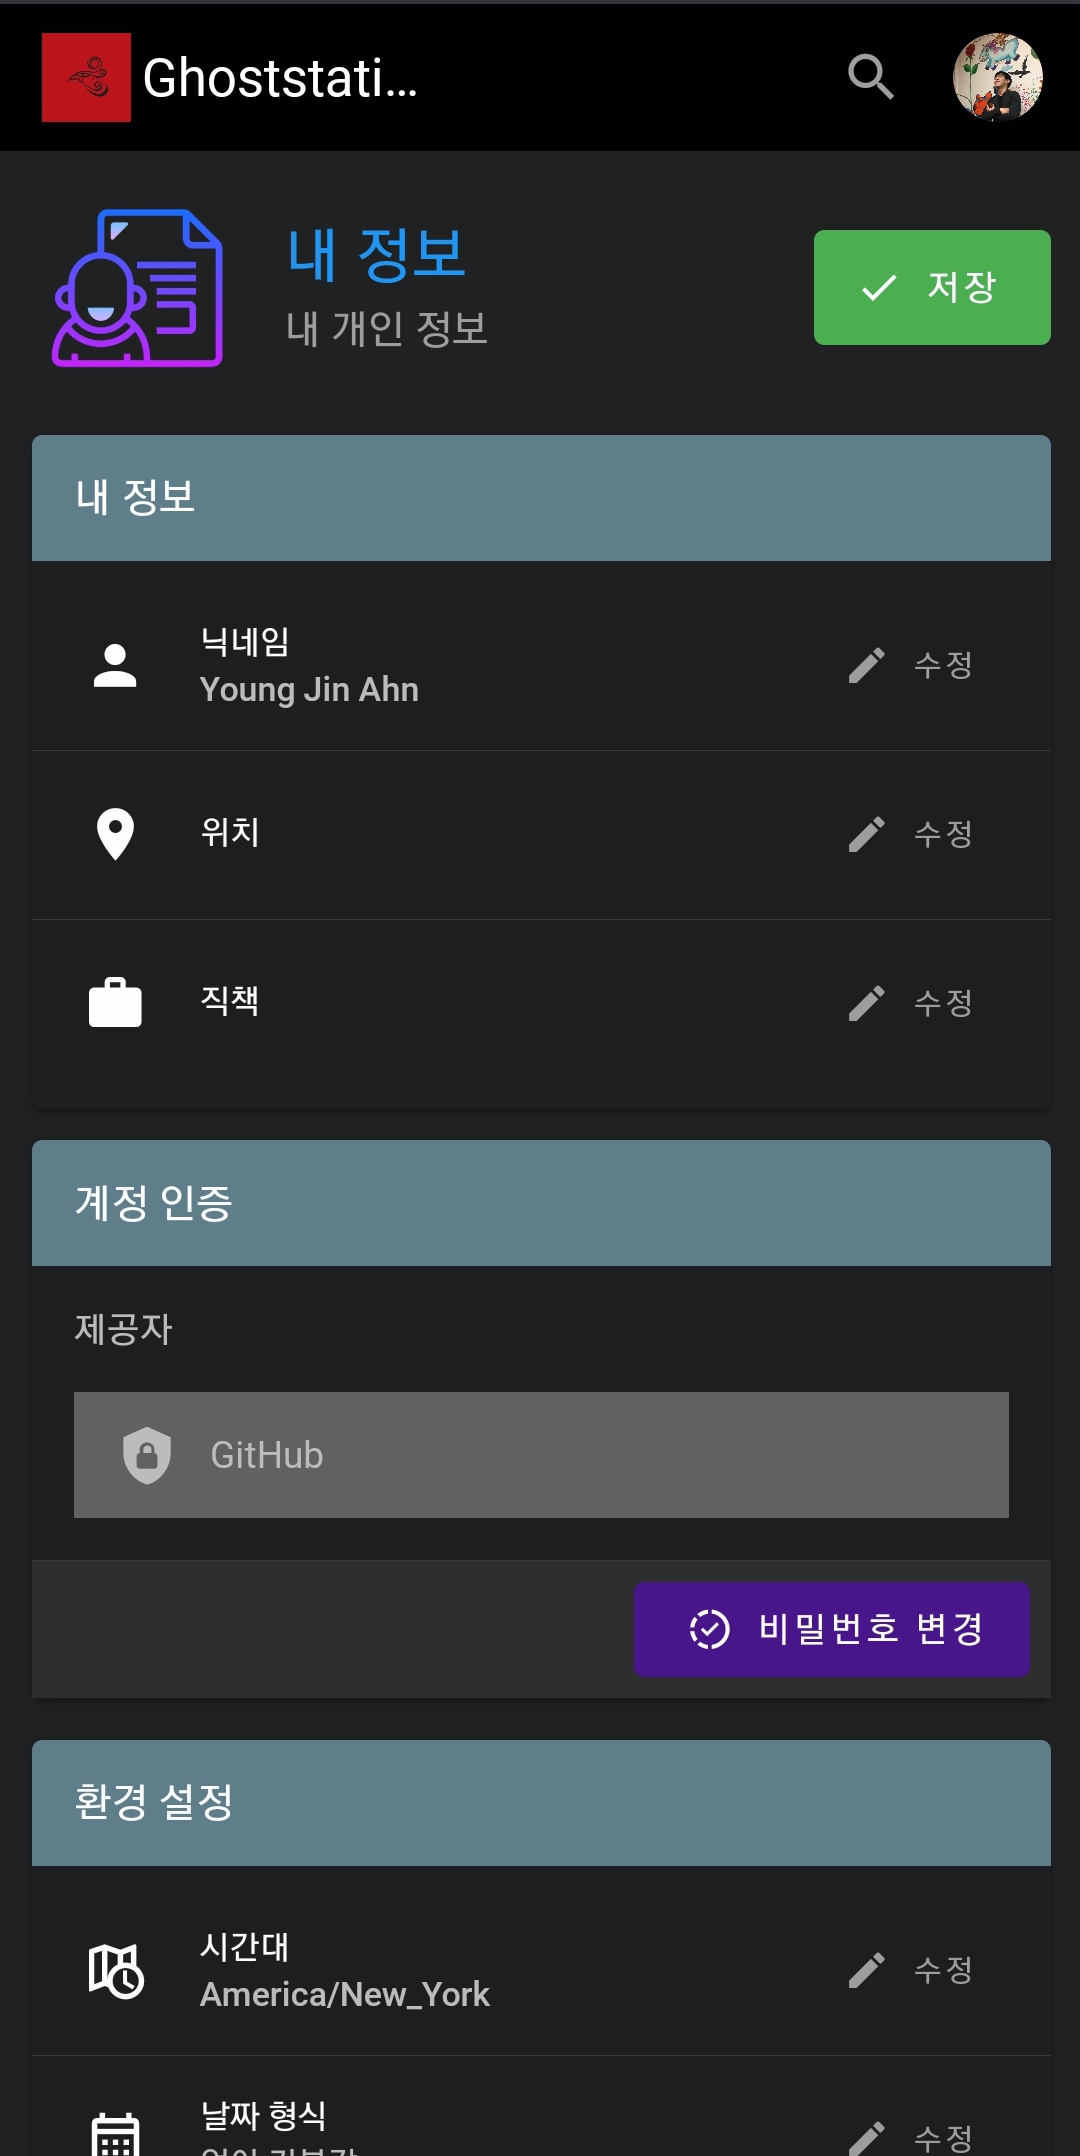 Ghoststati...
내 정보
내 개인 정보
저장
내 정보
닉네임
Young Jin Ahn
수정
위치
수정
직책
수정
계정 인증
제공자
GitHub
비밀번호 변경
환경 설정
시간대
America/New_York
수정
날짜 형식
수정